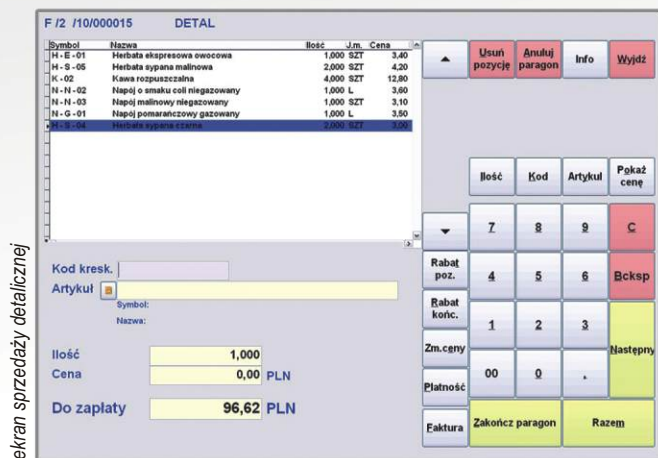 F /2 /10/000015 DETAL
Symbol Nazwa Ilość J.m. Cena
H - E - 01 Herbata ekspresowa owocowa 1,000 SZT 3,40
H - S - 05 Herbata sypana malinowa 2,000 SZT 4,20
K - 02 Kawa rozpuszczalna 4,000 SZT 12,80
N - N - 02 Napój o smaku coli niegazowany 1,000 L 3,60
N - N - 03 Napój malinowy niegazowany 1,000 SZT 3,10
N - G - 01 Napój pomarańczowy gazowany 1,000 L 3,50
H - S - 04 Herbata sypana czarna 2,000 SZT 3,00
Usuń pozycję
Anuluj paragon
Info
Wyjdź
Ilość Kod Artykuł
Pokaż cenę
7 8 9 C
Rabat poz.
4 5 6 Bcksp
Rabat końc.
1 2 3
Następny
Zm.ceny
00 0 .
Płatność
Faktura
Zakończ paragon
Razem
Kod kresk.
Artykuł
Symbol:
Nazwa:
Ilość 1,000
Cena 0,00 PLN
Do zapłaty 96,62 PLN
ekran sprzedaży detalicznej